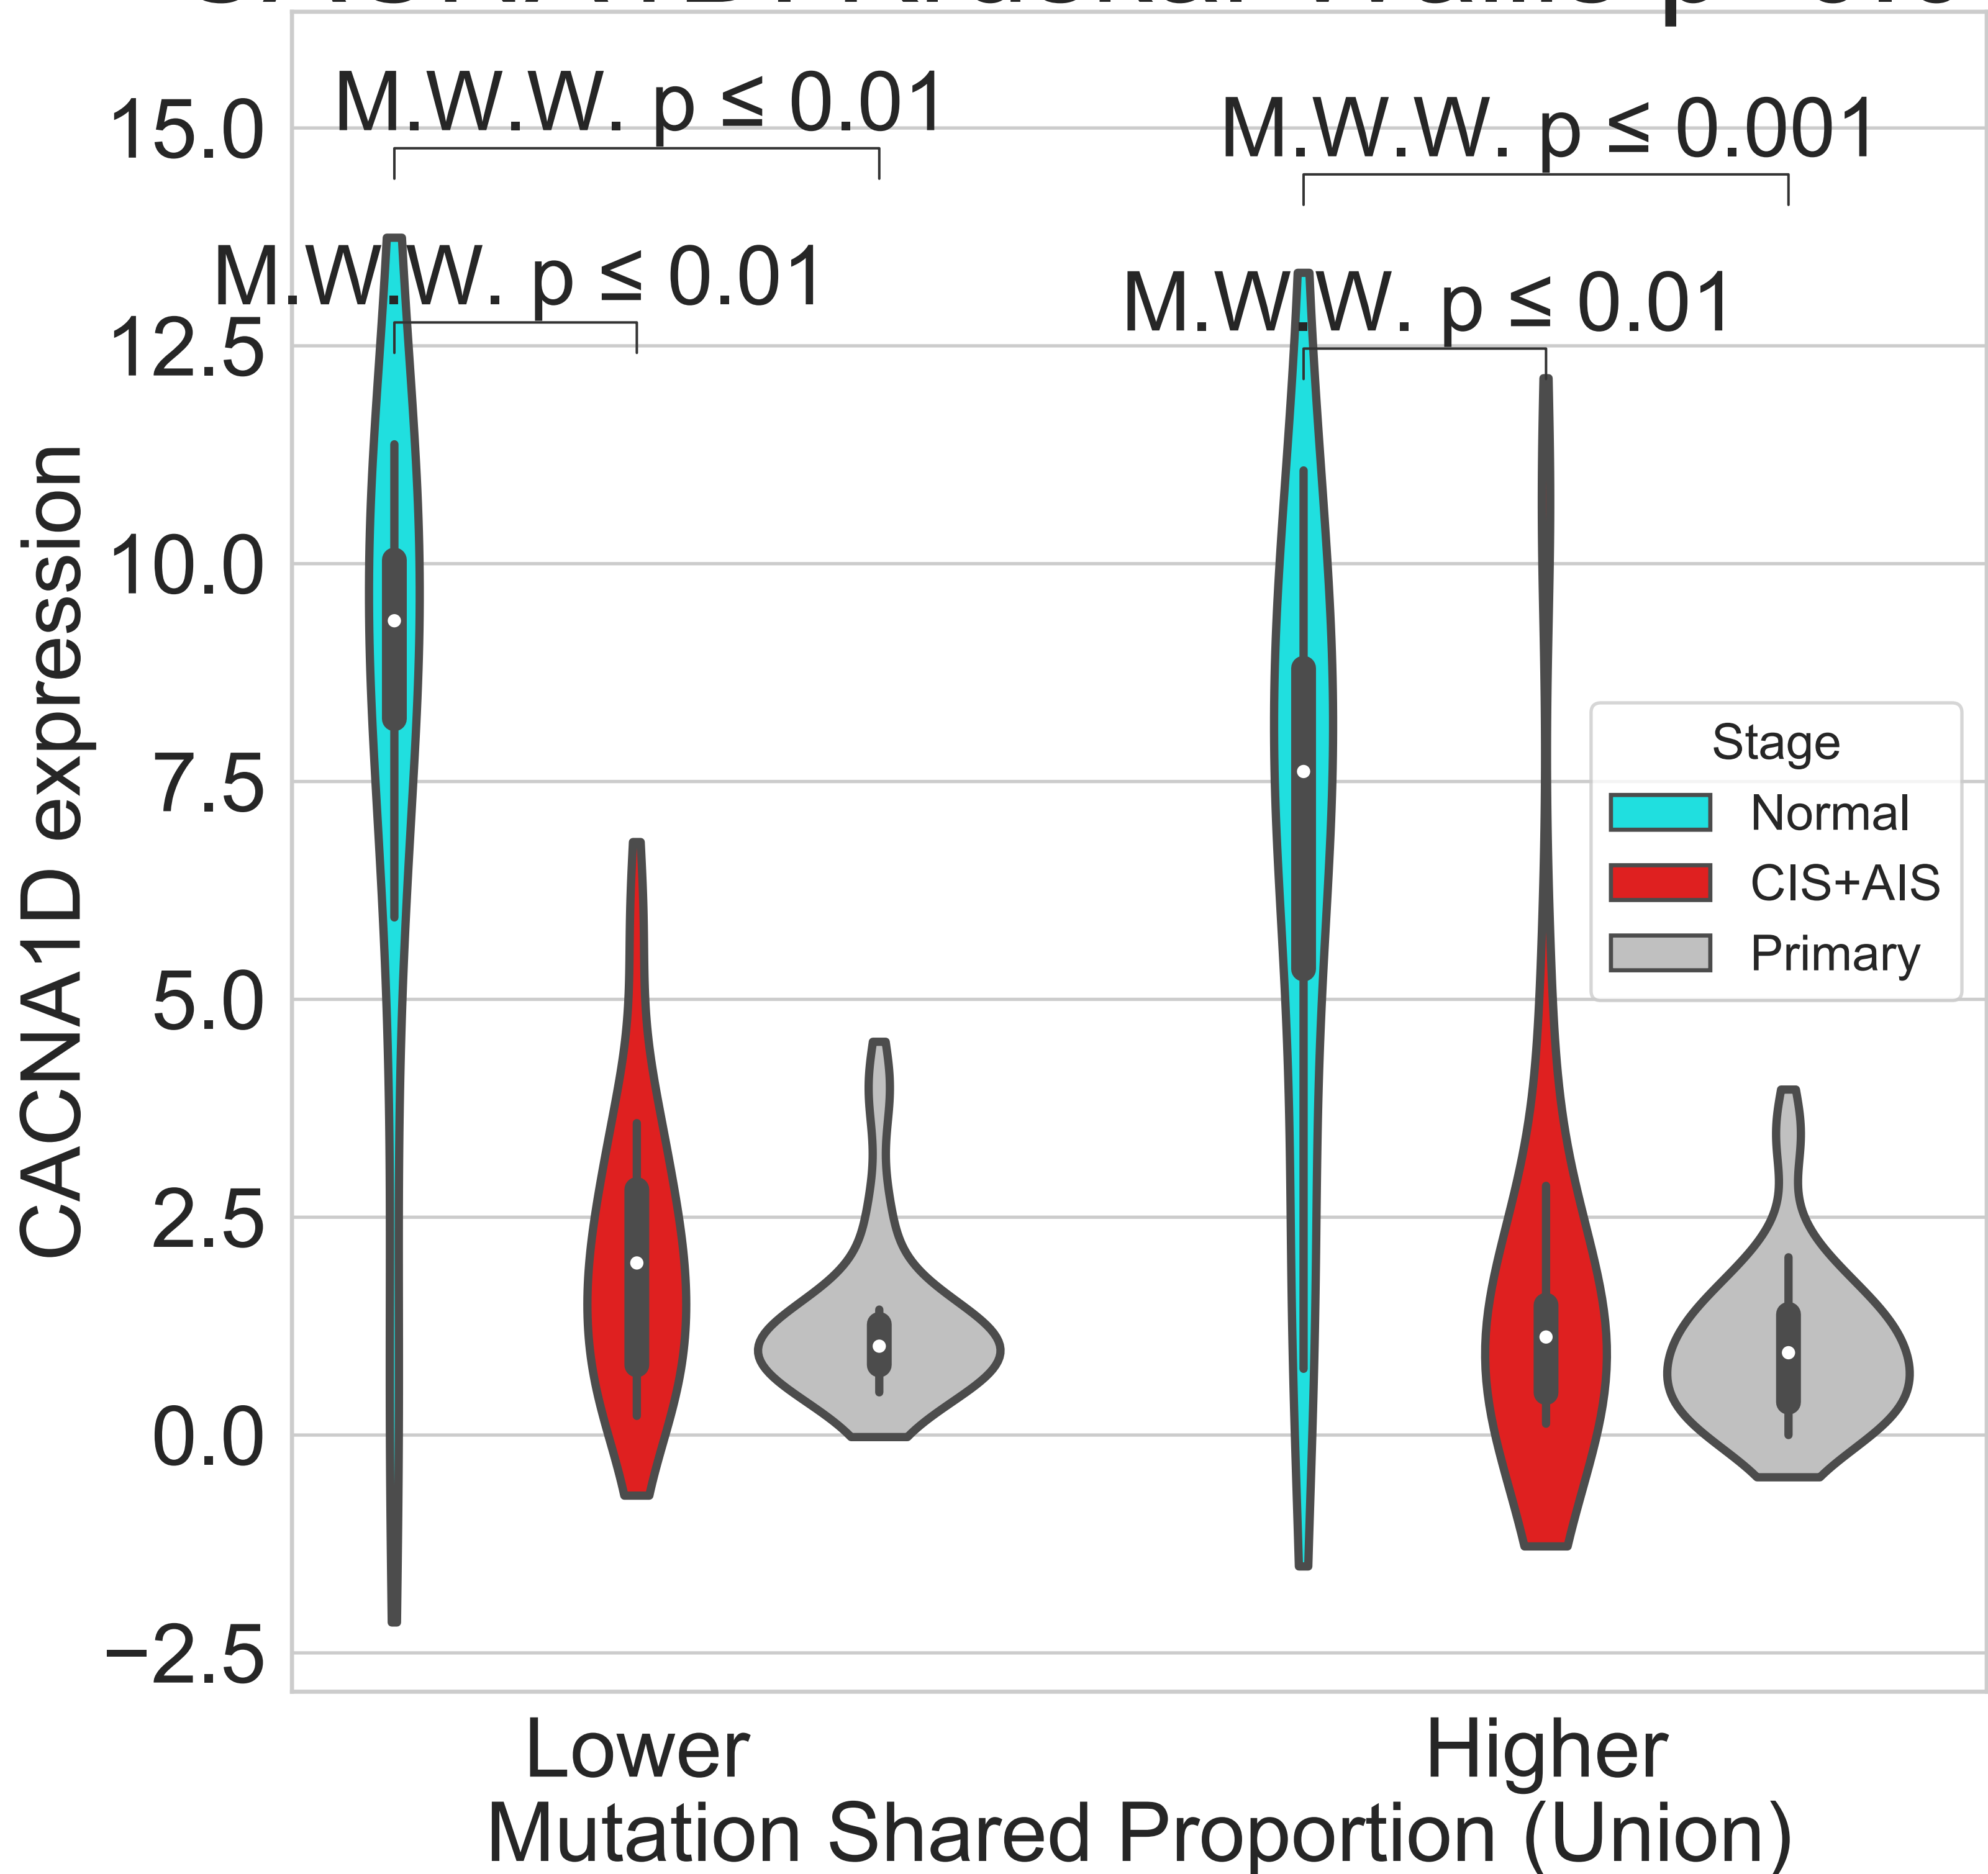 M.W.W. p ≤ 0.01
M.W.W. p ≤ 0.001
M.W.W. p ≤ 0.01
M.W.W. p ≤ 0.01
15.0
12.5
10.0
7.5
5.0
2.5
0.0
−2.5
CACNA1D expression
Stage
Normal
CIS+AIS
Primary
Lower
Higher
Mutation Shared Proportion (Union)